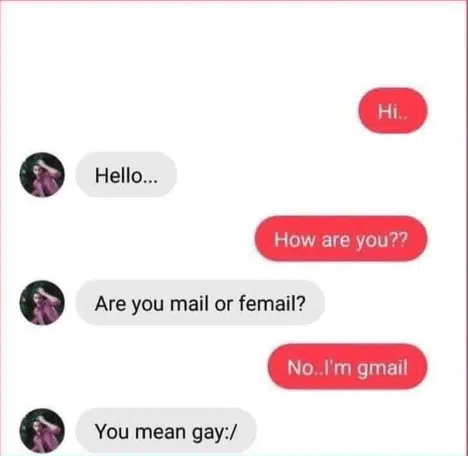 Hi..
Hello...
How are you??
Are you mail or femail?
No..I'm gmail
You mean gay:/